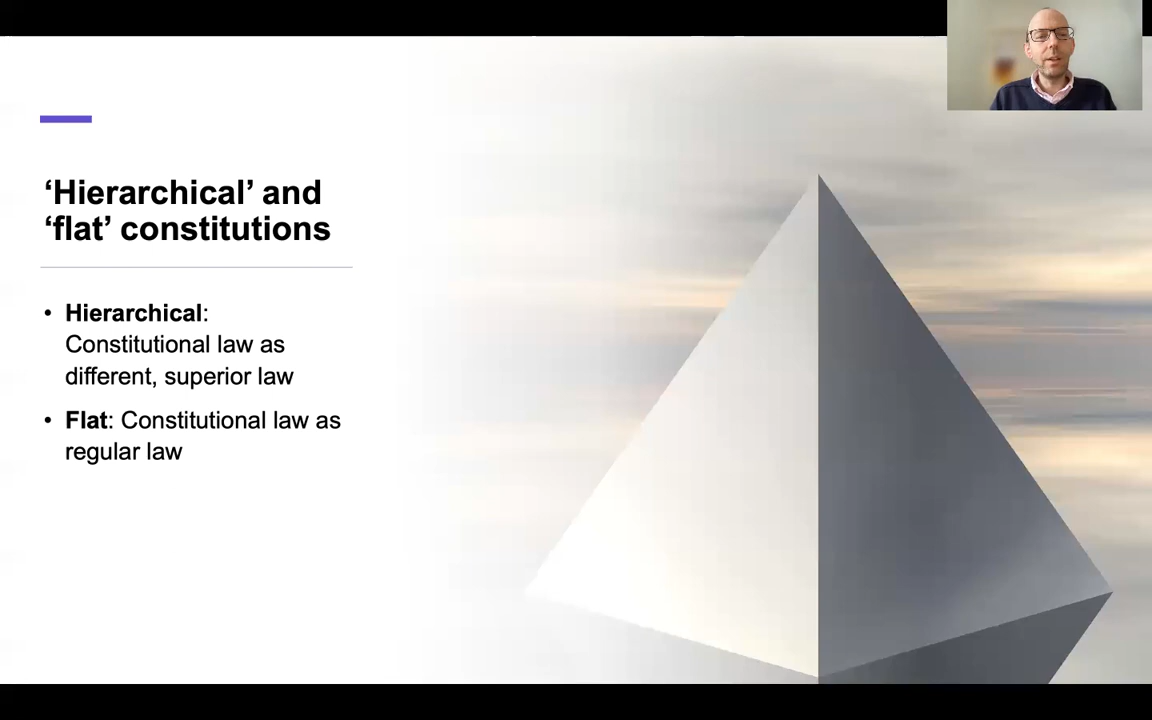 ‘Hierarchical’ and
‘flat’ constitutions
• Hierarchical:
Constitutional law as
different, superior law
• Flat: Constitutional law as
regular law